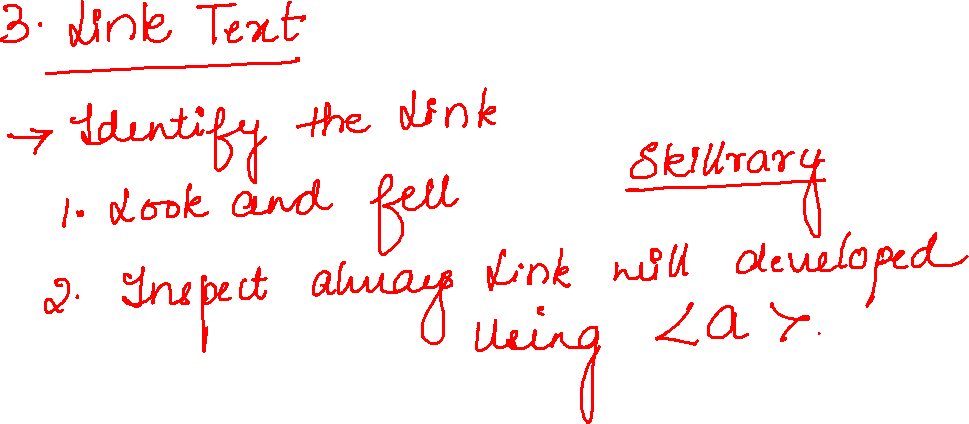 3. Link Text
→ Identify the Link
Skillrary
1. Look and fell
2. Inspect always Link will developed
using <a>.